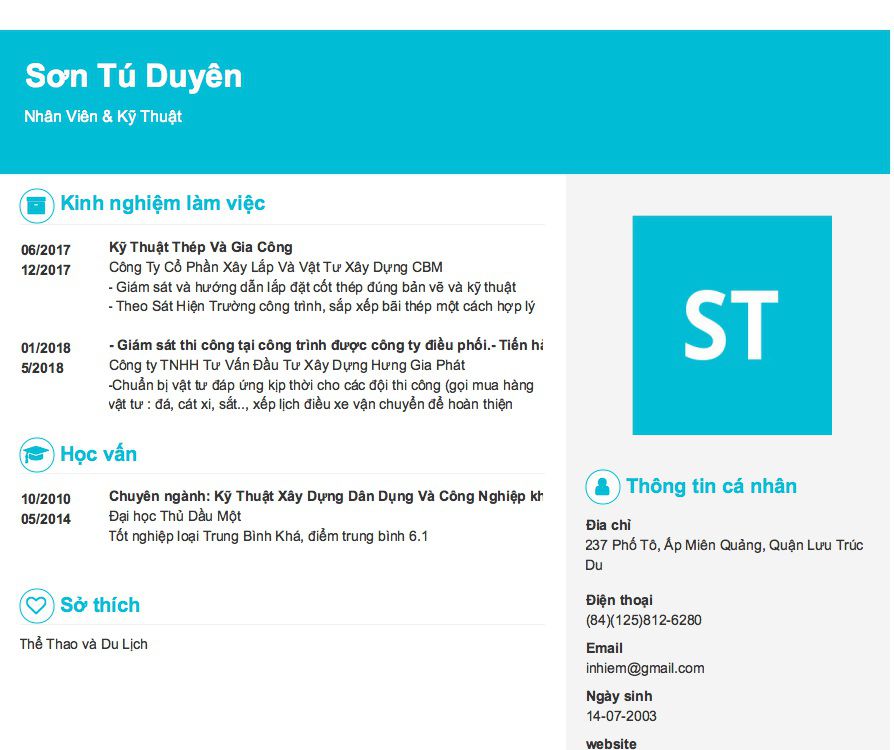 Sơn Tú Duyên
Nhân Viên & Kỹ Thuật
Kinh nghiệm làm việc
06/2017
12/2017
Kỹ Thuật Thép Và Gia Công
Công Ty Cổ Phần Xây Lắp Và Vật Tư Xây Dựng CBM
- Giám sát và hướng dẫn lắp đặt cốt thép đúng bản vẽ và kỹ thuật
- Theo Sát Hiện Trường công trình, sắp xếp bãi thép một cách hợp lý
01/2018
5/2018
- Giám sát thi công tại công trình được công ty điều phối.- Tiến
Công ty TNHH Tư Vấn Đầu Tư Xây Dựng Hưng Gia Phát
-Chuẩn bị vật tư đáp ứng kịp thời cho các đội thi công (gọi mua hàng
vật tư : đá, cát xi, sắt.., xếp lịch điều xe vận chuyển để hoàn thiện
Học vấn
10/2010
05/2014
Chuyên ngành: Kỹ Thuật Xây Dựng Dân Dụng Và Công Nghiệp
Đại học Thủ Dầu Một
Tốt nghiệp loại Trung Bình Khá, điểm trung bình 6.1
Sở thích
Thể Thao và Du Lịch
ST
Thông tin cá nhân
Đia chỉ
237 Phố Tô, Ấp Miên Quảng, Quận Lưu Trúc
Du
Điện thoại
(84)(125)812-6280
Email
inhiem@gmail.com
Ngày sinh
14-07-2003
website